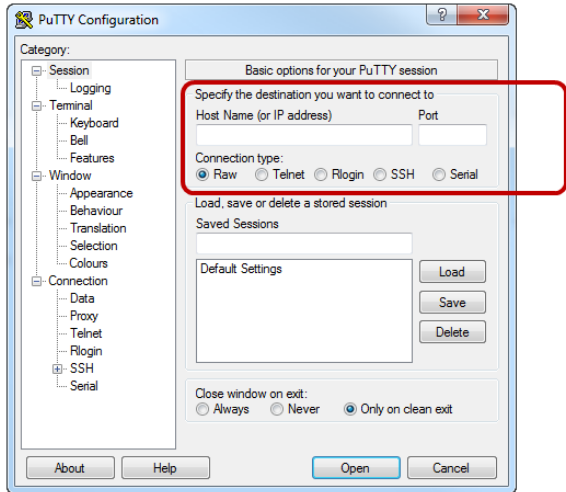 PuTTY Configuration
Category:
Session
Logging
Terminal
Keyboard
Bell
Features
Window
Appearance
Behaviour
Translation
Selection
Colours
Connection
Data
Proxy
Telnet
Rlogin
SSH
Serial
Basic options for your PuTTY session
Specify the destination you want to connect to
Host Name (or IP address) Port
Connection type:
Raw Telnet Rlogin SSH Serial
Load, save or delete a stored session
Saved Sessions
Default Settings
Load
Save
Delete
Close window on exit:
Always Never Only on clean exit
About Help Open Cancel